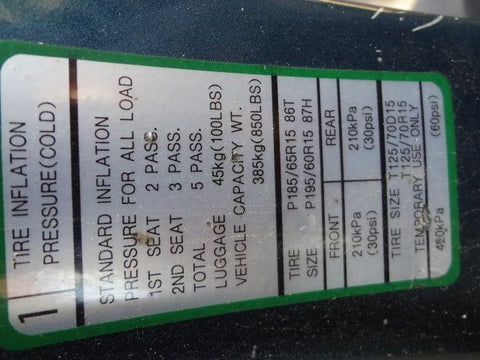 1 TIRE INFLATION
PRESSURE(COLD)
STANDARD INFLATION
PRESSURE FOR ALL LOAD
1ST SEAT 2 PASS.
2ND SEAT 3 PASS.
TOTAL 5 PASS.
LUGGAGE 45kg(100LBS)
VEHICLE CAPACITY WT.
385kg(850LBS)
TIRE P185/65R15 86T
SIZE P195/60R15 87H
FRONT REAR
210kPa 210kPa
(30psi) (30psi)
TIRE SIZE T125/70D15
T125/70R15
TEMPORARY USE ONLY
420kPa (60psi)